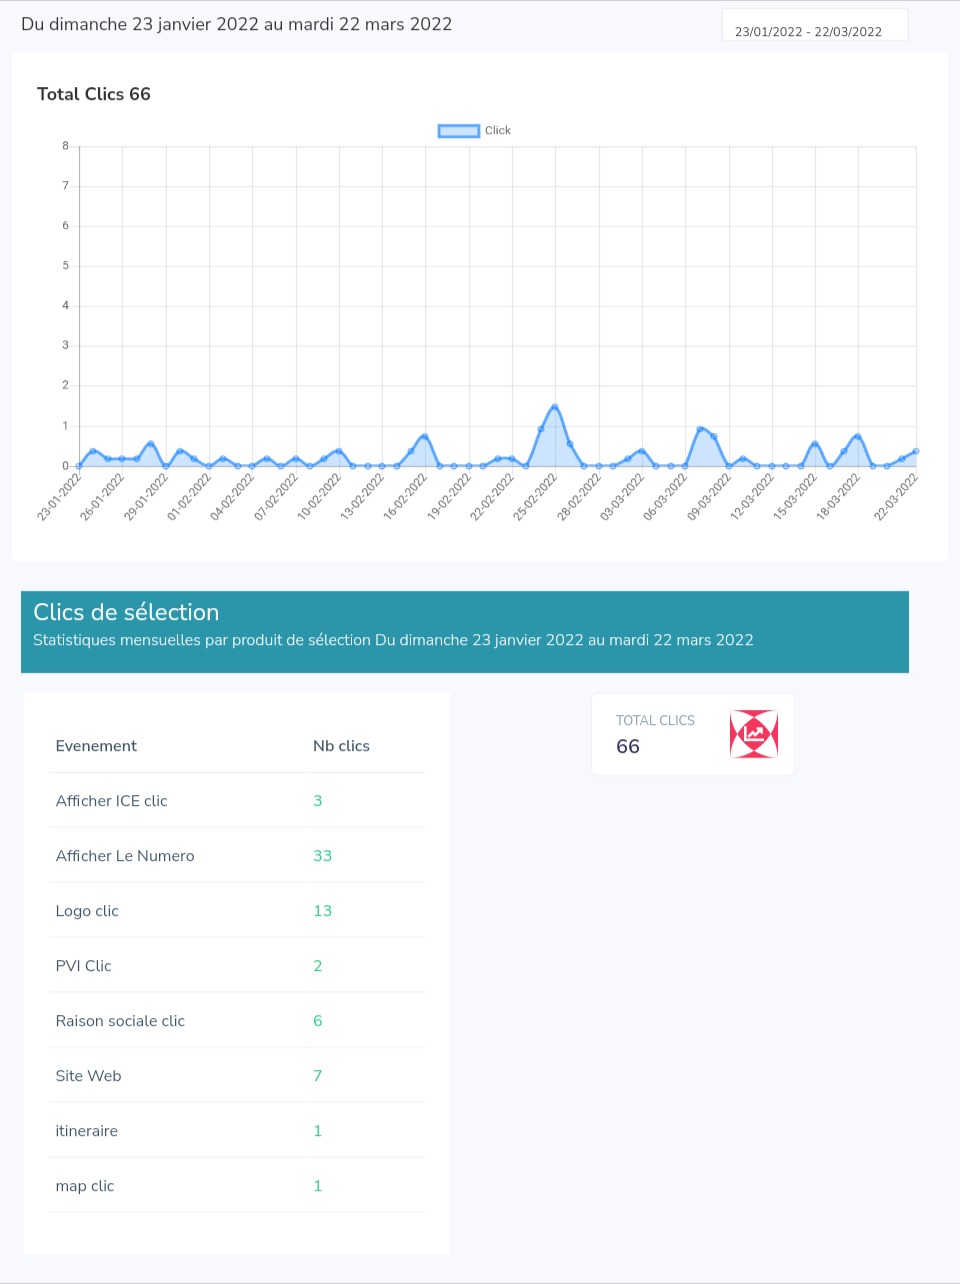 Du dimanche 23 janvier 2022 au mardi 22 mars 2022
23/01/2022 - 22/03/2022
Total Clics 66
Click
8
7
6
5
4
3
2
1
0
23-01-2022
26-01-2022
29-01-2022
01-02-2022
04-02-2022
07-02-2022
10-02-2022
13-02-2022
16-02-2022
19-02-2022
22-02-2022
25-02-2022
28-02-2022
03-03-2022
06-03-2022
09-03-2022
12-03-2022
15-03-2022
18-03-2022
22-03-2022
Clics de sélection
Statistiques mensuelles par produit de sélection Du dimanche 23 janvier 2022 au mardi 22 mars 2022
TOTAL CLICS
66
Evenement Nb clics
Afficher ICE clic 3
Afficher Le Numero 33
Logo clic 13
PVI Clic 2
Raison sociale clic 6
Site Web 7
itineraire 1
map clic 1